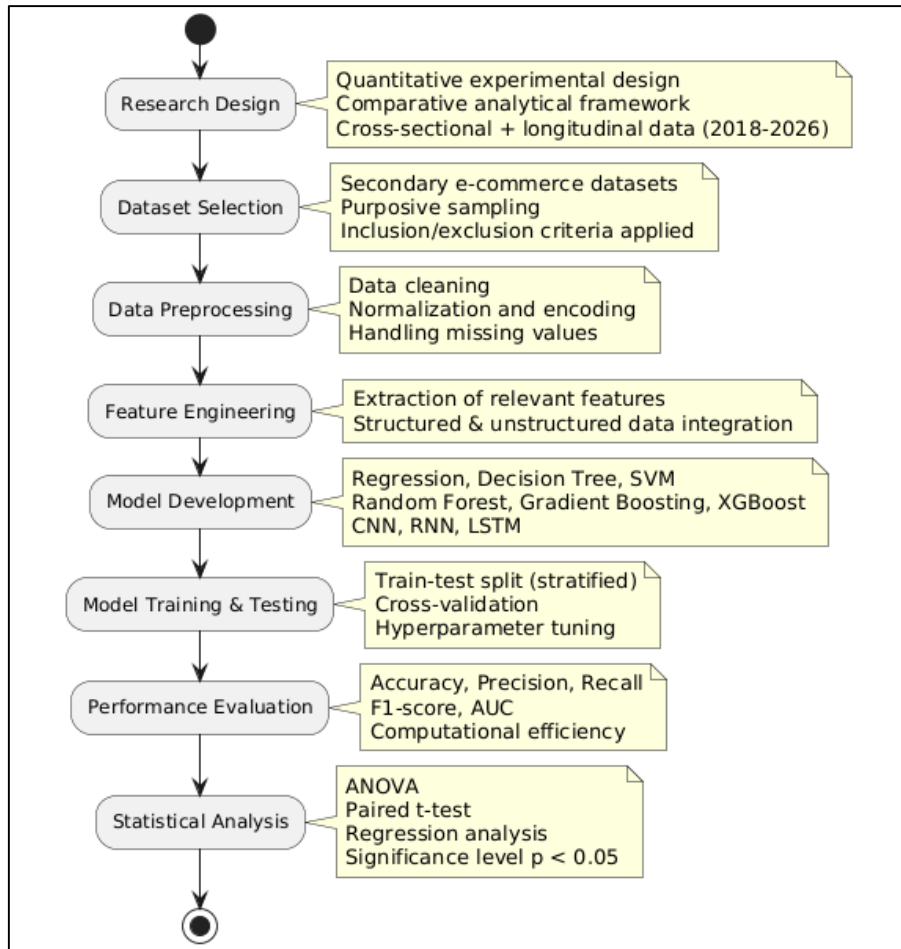 Research Design
Quantitative experimental design
Comparative analytical framework
Cross-sectional + longitudinal data (2018-2026)
Dataset Selection
Secondary e-commerce datasets
Purposive sampling
Inclusion/exclusion criteria applied
Data Preprocessing
Data cleaning
Normalization and encoding
Handling missing values
Feature Engineering
Extraction of relevant features
Structured & unstructured data integration
Model Development
Regression, Decision Tree, SVM
Random Forest, Gradient Boosting, XGBoost
CNN, RNN, LSTM
Model Training & Testing
Train-test split (stratified)
Cross-validation
Hyperparameter tuning
Performance Evaluation
Accuracy, Precision, Recall
F1-score, AUC
Computational efficiency
Statistical Analysis
ANOVA
Paired t-test
Regression analysis
Significance level p < 0.05